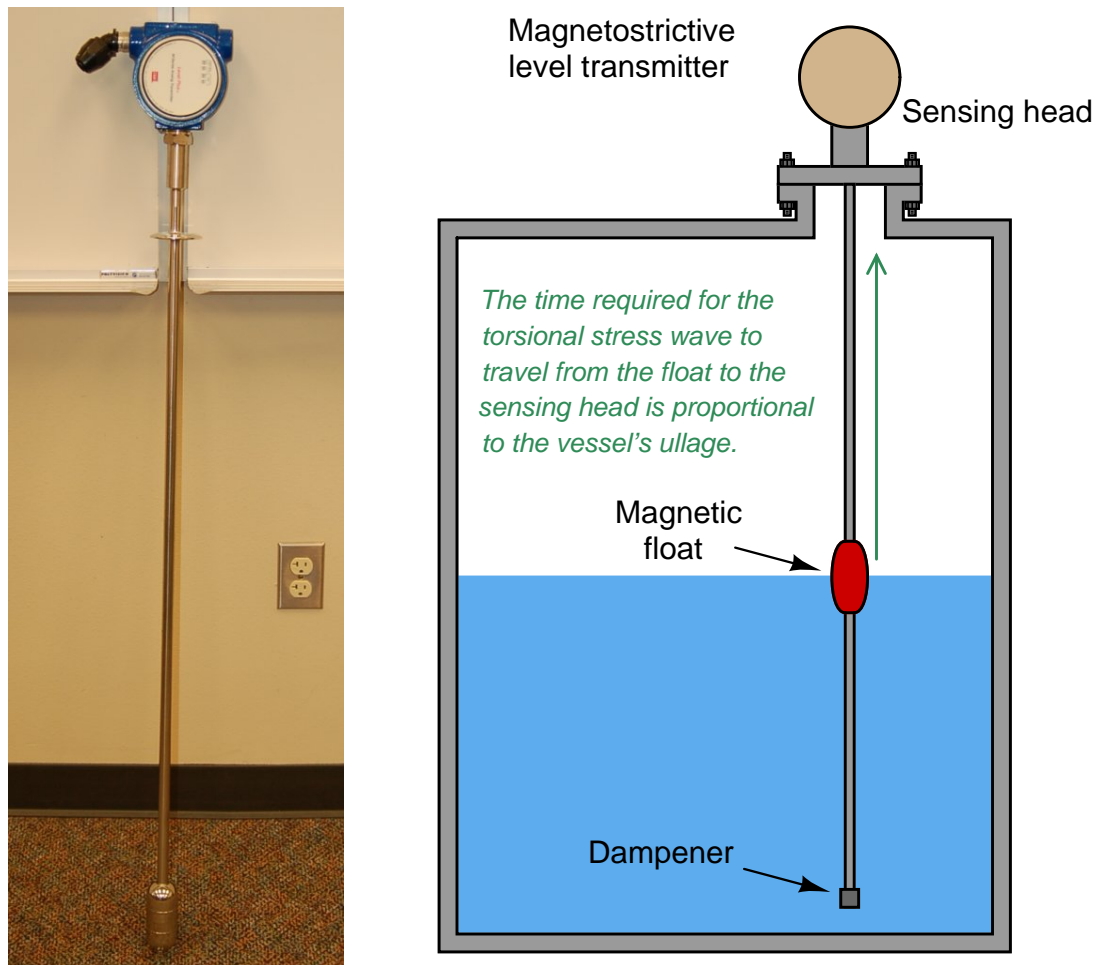 Magnetostrictive
level transmitter
Sensing head
The time required for the
torsional stress wave to
travel from the float to the
sensing head is proportional
to the vessel's ullage.
Magnetic
float
Dampener